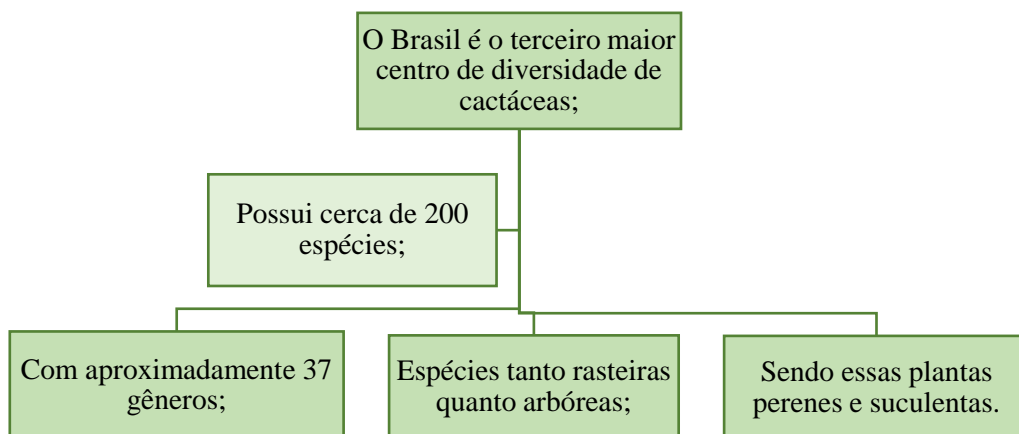 O Brasil é o terceiro maior
centro de diversidade de
cactáceas;
Possui cerca de 200
espécies;
Com aproximadamente 37
gêneros;
Espécies tanto rasteiras
quanto arbóreas;
Sendo essas plantas
perenes e suculentas.